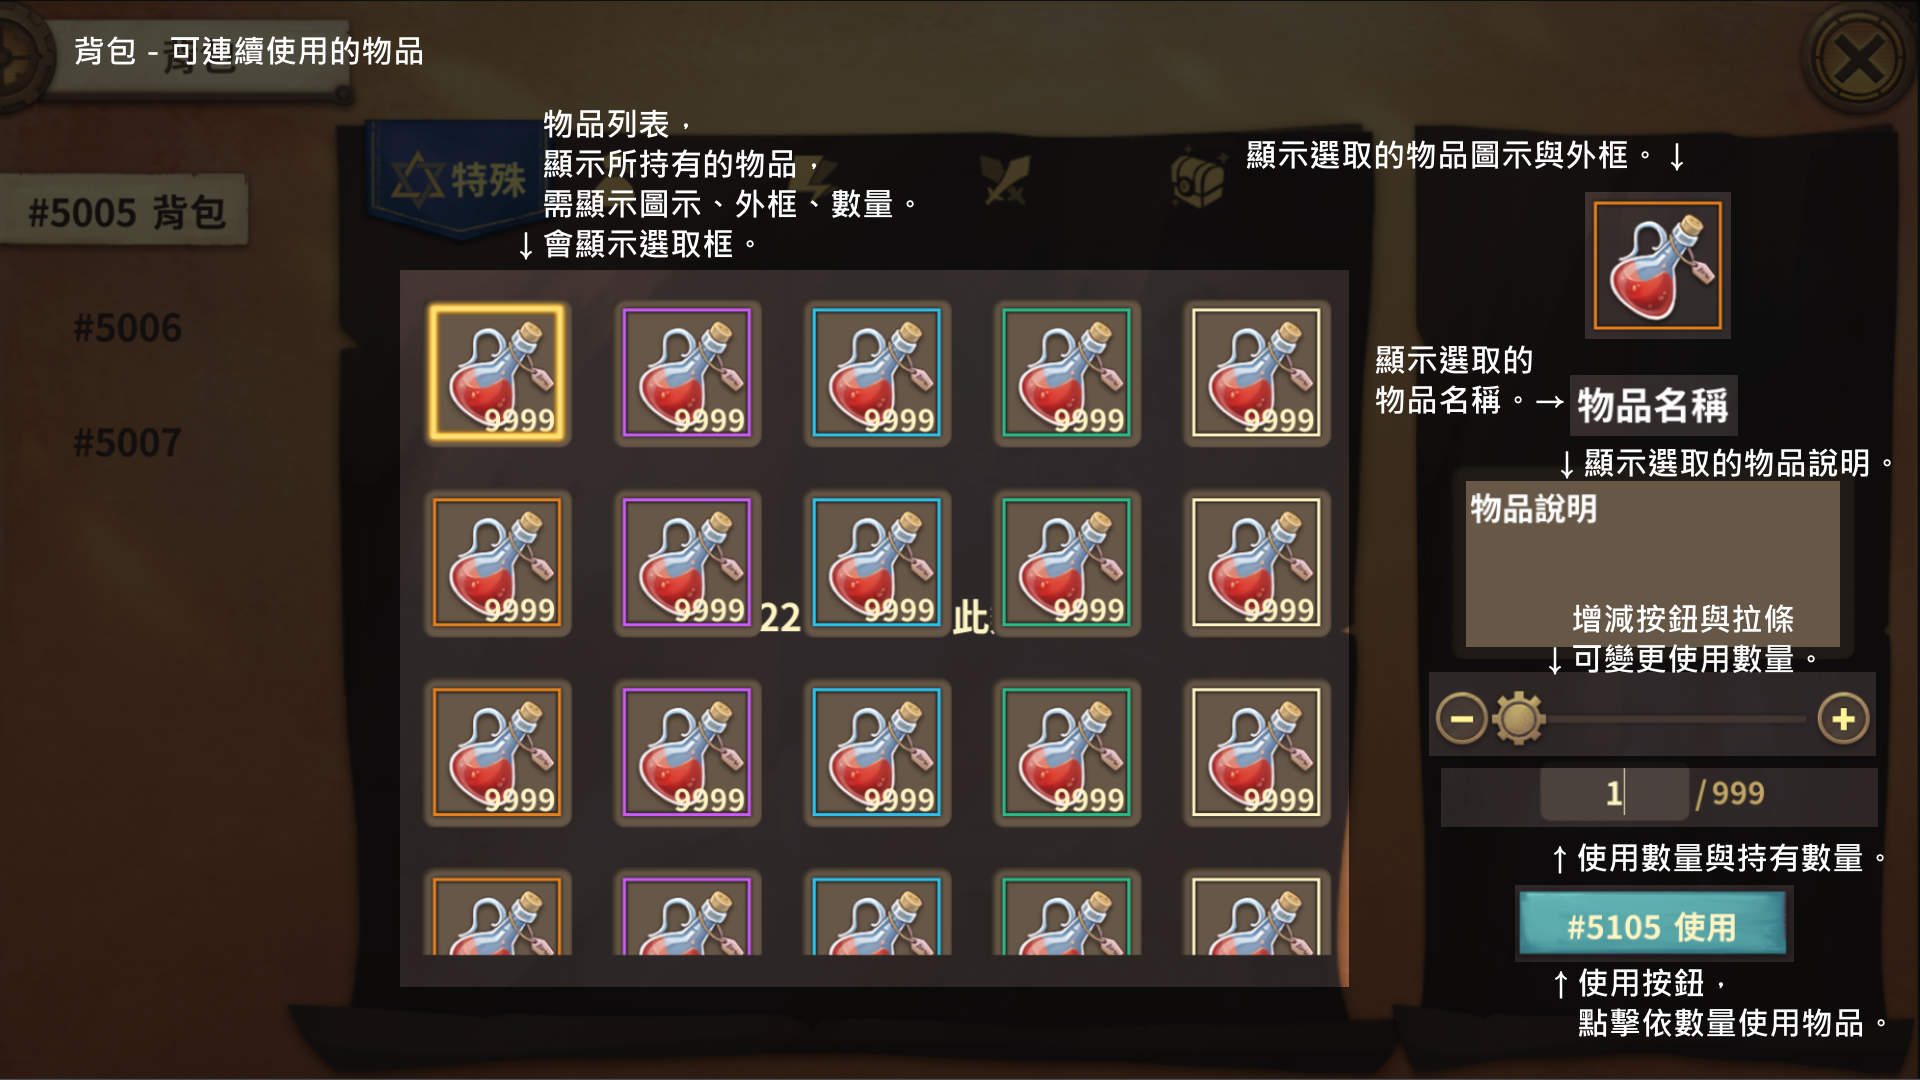 背包 - 可連續使用的物品
物品列表，
顯示所持有的物品，
需顯示圖示、外框、數量。
↓會顯示選取框。
顯示選取的物品圖示與外框。↓
特殊
#5005 背包
#5006
#5007
9999 9999 9999 9999 9999
9999 9999 9999 9999 9999
22 此
9999 9999 9999 9999 9999
顯示選取的
物品名稱。→
物品名稱
↓顯示選取的物品說明。
物品說明
增減按鈕與拉條
↓可變更使用數量。
1 /999
↑使用數量與持有數量。
#5105 使用
↑使用按鈕，
點擊依數量使用物品。